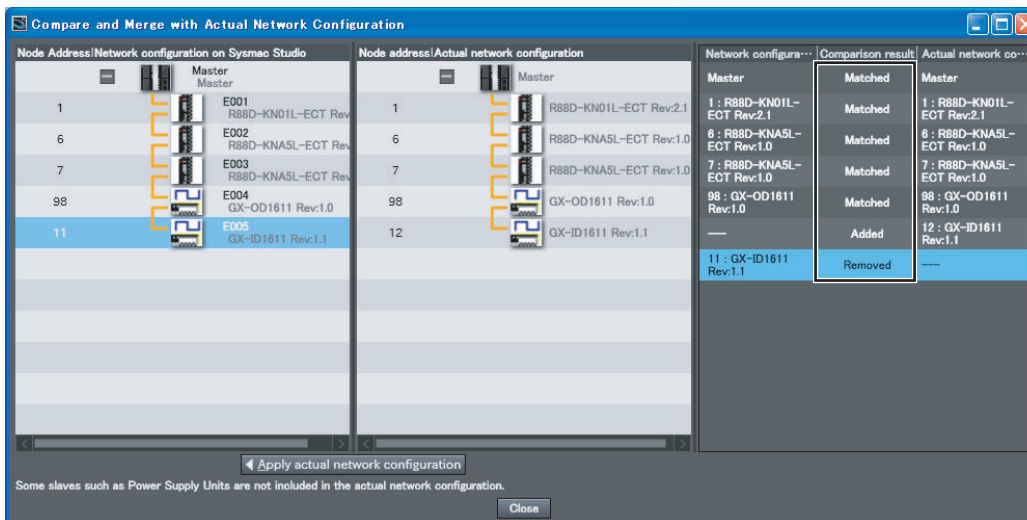 Compare and Merge with Actual Network Configuration
Node Address|Network configuration on Sysmac Studio
Master
Master
1
E001
R88D-KN01L-ECT Rev
6
E002
R88D-KNA5L-ECT Rev
7
E003
R88D-KNA5L-ECT Rev
98
E004
GX-OD1611 Rev:1.0
11
E005
GX-ID1611 Rev:1.1
Node address|Actual network configuration
Master
1
R88D-KN01L-ECT Rev:2.1
6
R88D-KNA5L-ECT Rev:1.0
7
R88D-KNA5L-ECT Rev:1.0
98
GX-OD1611 Rev:1.0
12
GX-ID1611 Rev:1.1
Network configura··· Comparison result Actual network co···
Master Matched Master
1 : R88D-KN01L- Matched 1 : R88D-KN01L-
ECT Rev:2.1 ECT Rev:2.1
6 : R88D-KNA5L- Matched 6 : R88D-KNA5L-
ECT Rev:1.0 ECT Rev:1.0
7 : R88D-KNA5L- Matched 7 : R88D-KNA5L-
ECT Rev:1.0 ECT Rev:1.0
98 : GX-OD1611 Matched 98 : GX-OD1611
Rev:1.0 Rev:1.0
--- Added 12 : GX-ID1611
Rev:1.1
11 : GX-ID1611 Removed ---
Rev:1.1
Apply actual network configuration
Some slaves such as Power Supply Units are not included in the actual network configuration.
Close